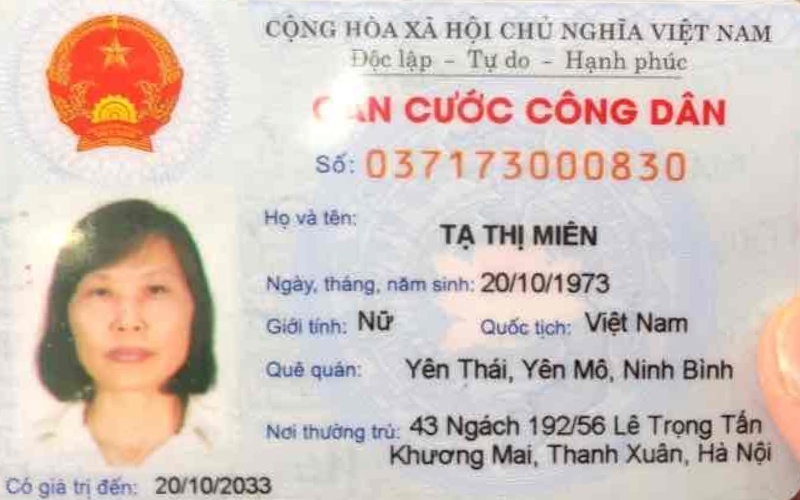 CỘNG HÒA XÃ HỘI CHỦ NGHĨA VIỆT NAM
Độc lập - Tự do - Hạnh phúc
CĂN CƯỚC CÔNG DÂN
Số: 037173000830
Họ và tên: TẠ THỊ MIÊN
Ngày, tháng, năm sinh: 20/10/1973
Giới tính: Nữ Quốc tịch: Việt Nam
Quê quán: Yên Thái, Yên Mô, Ninh Bình
Nơi thường trú: 43 Ngách 192/56 Lê Trọng Tấn
Khương Mai, Thanh Xuân, Hà Nội
Có giá trị đến: 20/10/2033